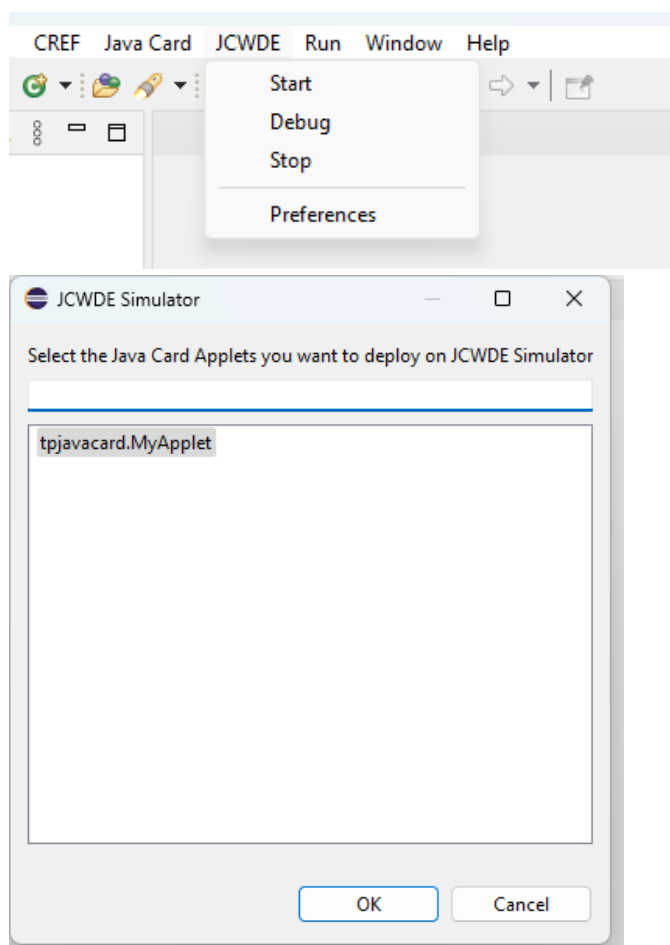 CREF Java Card JCWDE Run Window Help
Start
Debug
Stop
Preferences
JCWDE Simulator
Select the Java Card Applets you want to deploy on JCWDE Simulator
tpjavacard.MyApplet
OK Cancel